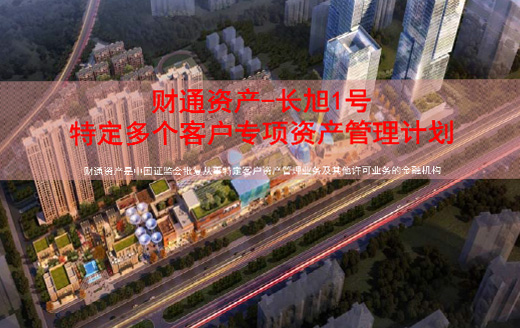 财通资产-长旭1号
特定多个客户专项资产管理计划
财通资产是中国证监会批复从事特定客户资产管理业务及其他许可业务的金融机构